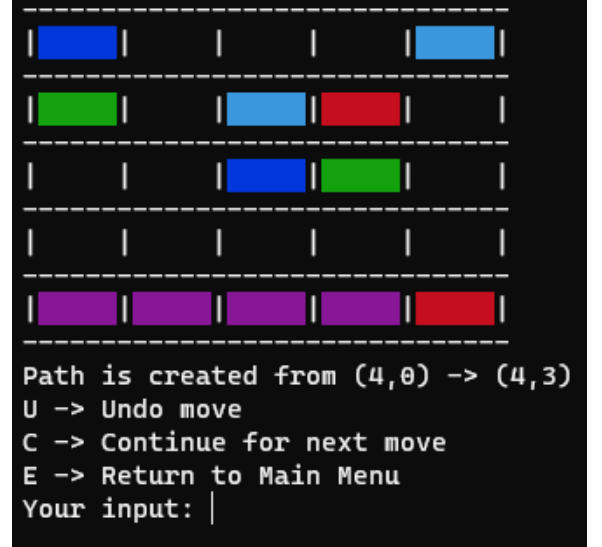 Path is created from (4,0) -> (4,3)
U -> Undo move
C -> Continue for next move
E -> Return to Main Menu
Your input: